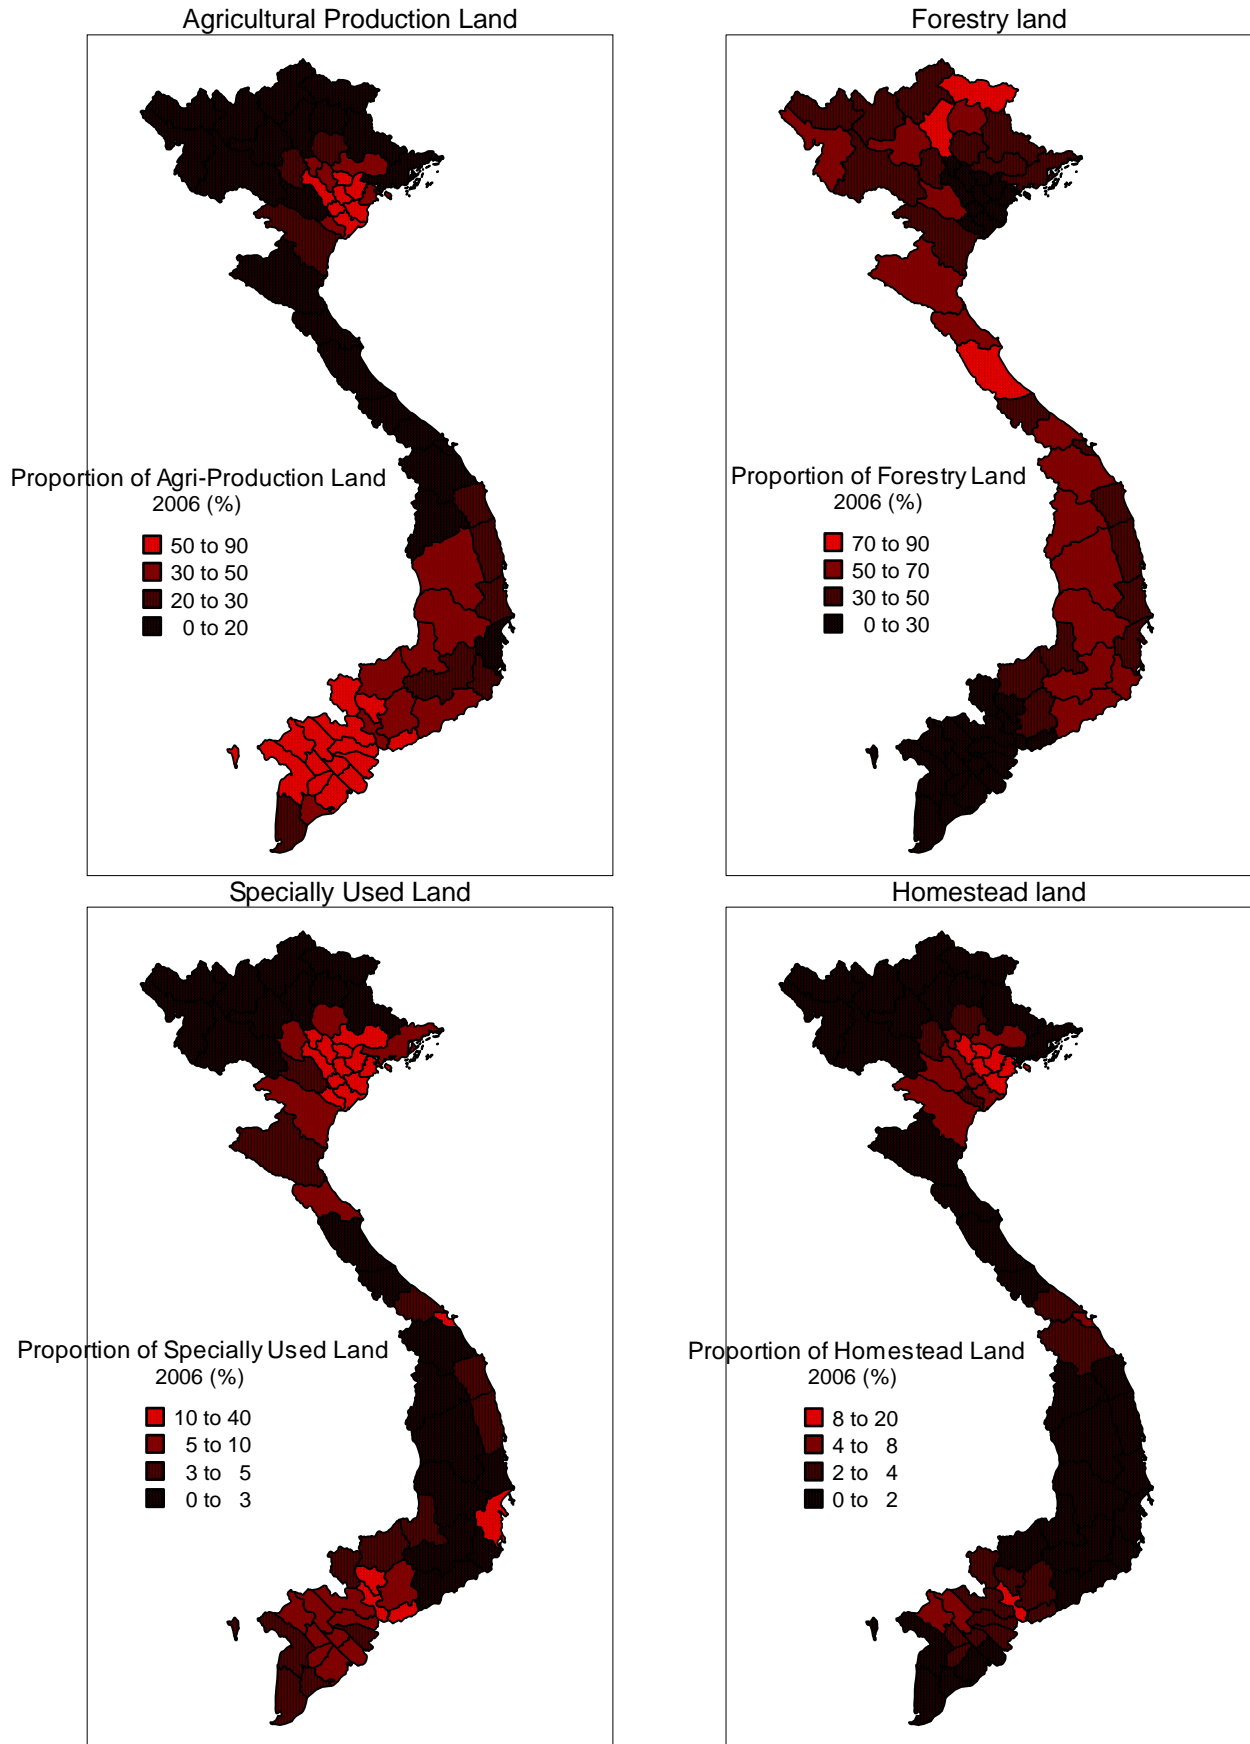 Agricultural Production Land
Proportion of Agri-Production Land
2006 (%)
50 to 90
30 to 50
20 to 30
0 to 20
Forestry land
Proportion of Forestry Land
2006 (%)
70 to 90
50 to 70
30 to 50
0 to 30
Specially Used Land
Proportion of Specially Used Land
2006 (%)
10 to 40
5 to 10
3 to 5
0 to 3
Homestead land
Proportion of Homestead Land
2006 (%)
8 to 20
4 to 8
2 to 4
0 to 2